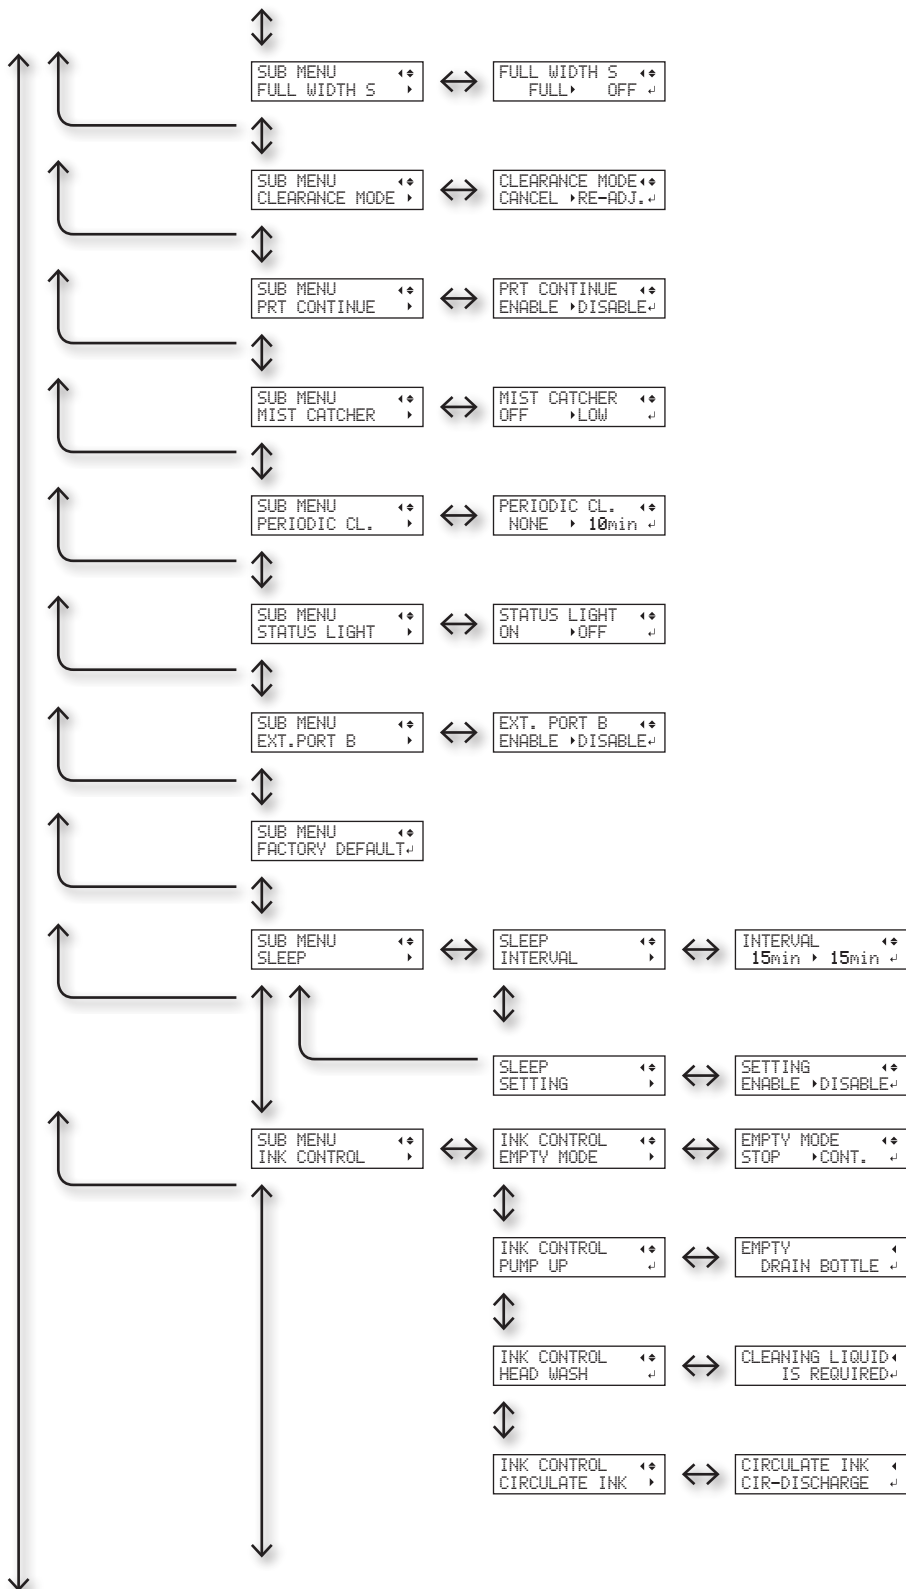 SUB MENU ◂◆
FULL WIDTH S ▸
FULL WIDTH S ◂◆
FULL▸ OFF ↵
SUB MENU ◂◆
CLEARANCE MODE ▸
CLEARANCE MODE◂◆
CANCEL ▸RE-ADJ.↵
SUB MENU ◂◆
PRT CONTINUE ▸
PRT CONTINUE ◂◆
ENABLE ▸DISABLE↵
SUB MENU ◂◆
MIST CATCHER ▸
MIST CATCHER ◂◆
OFF ▸LOW ↵
SUB MENU ◂◆
PERIODIC CL. ▸
PERIODIC CL. ◂◆
NONE ▸ 10min ↵
SUB MENU ◂◆
STATUS LIGHT ▸
STATUS LIGHT ◂◆
ON ▸OFF ↵
SUB MENU ◂◆
EXT.PORT B ▸
EXT. PORT B ◂◆
ENABLE ▸DISABLE↵
SUB MENU ◂◆
FACTORY DEFAULT↵
SUB MENU ◂◆
SLEEP ▸
SLEEP ◂◆
INTERVAL ▸
INTERVAL ◂◆
15min ▸ 15min ↵
SLEEP ◂◆
SETTING ▸
SETTING ◂◆
ENABLE ▸DISABLE↵
SUB MENU ◂◆
INK CONTROL ▸
INK CONTROL ◂◆
EMPTY MODE ▸
EMPTY MODE ◂◆
STOP ▸CONT. ↵
INK CONTROL ◂◆
PUMP UP ↵
EMPTY ◂
DRAIN BOTTLE ↵
INK CONTROL ◂◆
HEAD WASH ↵
CLEANING LIQUID◂
IS REQUIRED↵
INK CONTROL ◂◆
CIRCULATE INK ▸
CIRCULATE INK ◂
CIR-DISCHARGE ↵